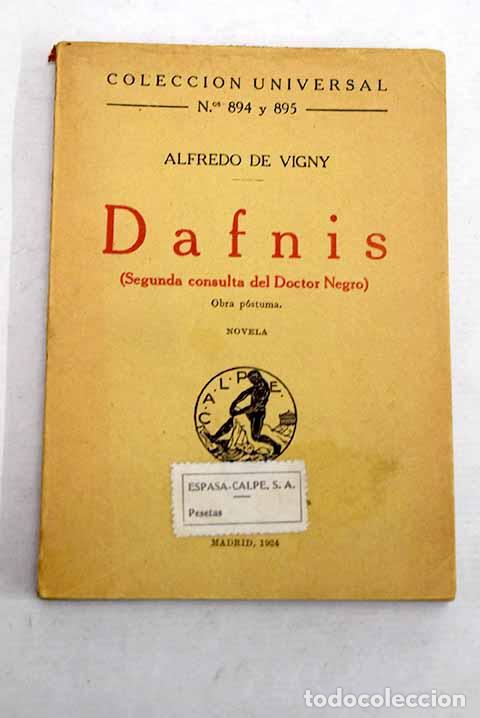 COLECCION UNIVERSAL
N.os 894 y 895
ALFREDO DE VIGNY
Dafnis
(Segunda consulta del Doctor Negro)
Obra póstuma.
NOVELA
C.A.L.P.E.
ESPASA-CALPE, S. A.
Pesetas
MADRID, 1924
todocoleccion